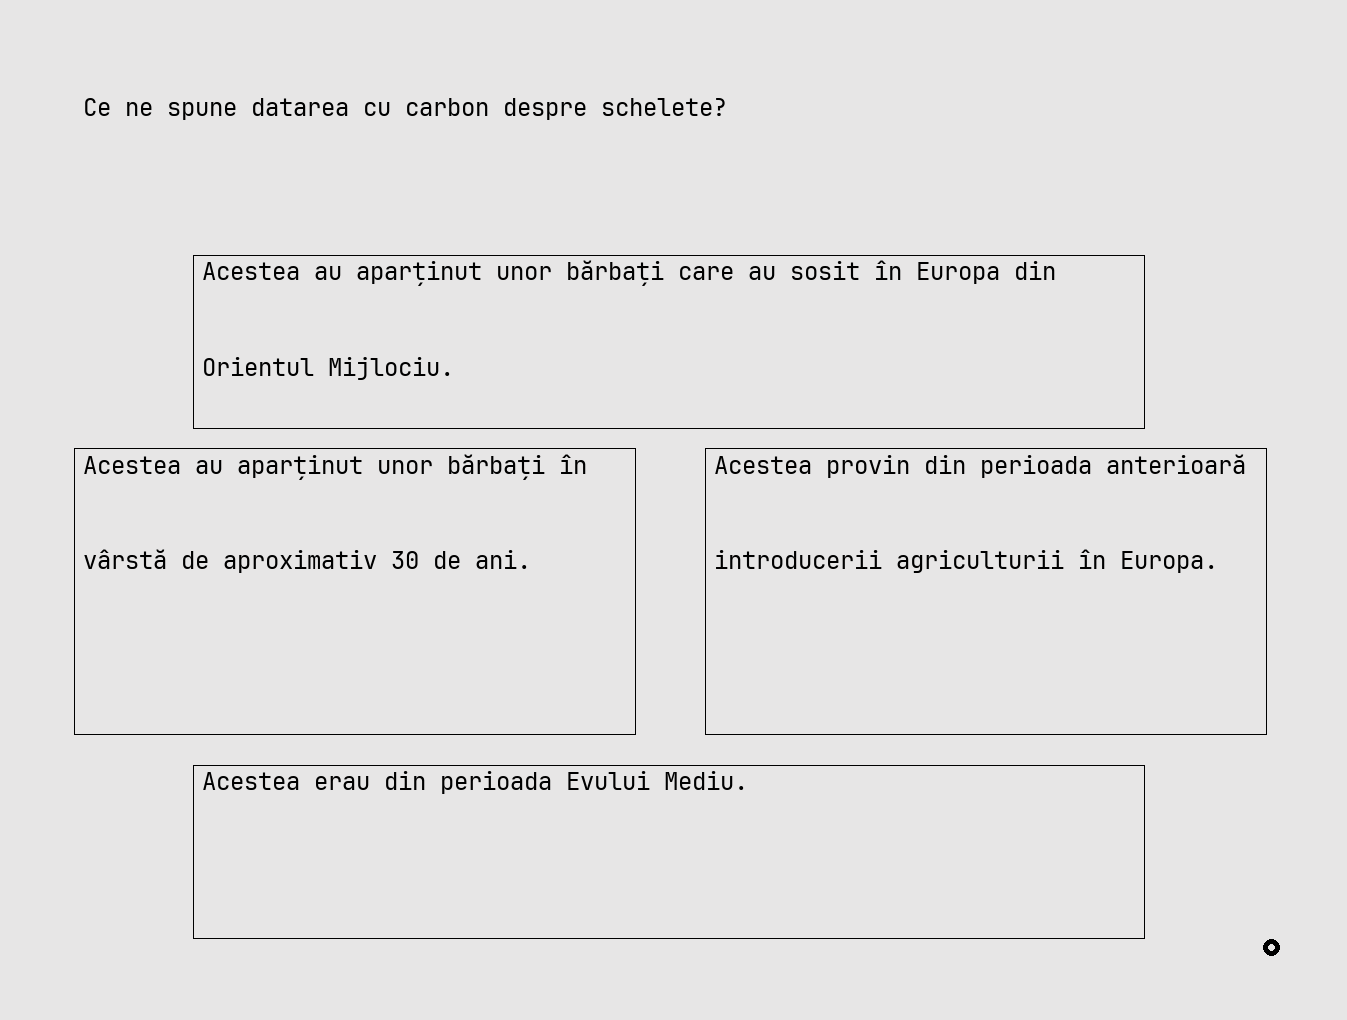 Ce ne spune datarea cu carbon despre schelete?
Acestea au aparținut unor bărbați care au sosit în Europa din
Orientul Mijlociu.
Acestea au aparținut unor bărbați în
vârstă de aproximativ 30 de ani.
Acestea provin din perioada anterioară
introducerii agriculturii în Europa.
Acestea erau din perioada Evului Mediu.